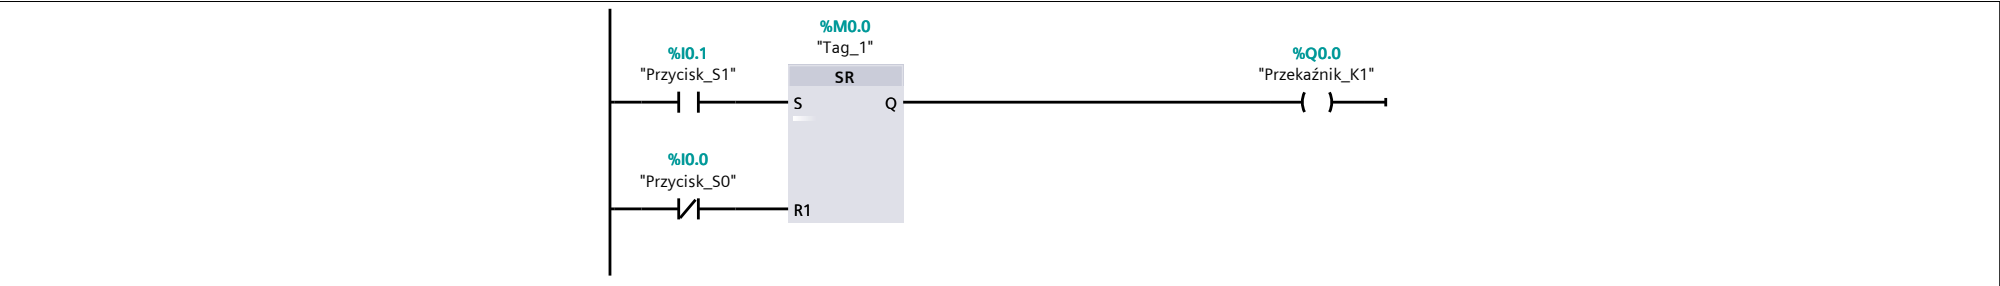 %M0.0
"Tag_1"
%I0.1
"Przycisk_S1"
%Q0.0
"Przekaźnik_K1"
SR
S
Q
%I0.0
"Przycisk_S0"
R1